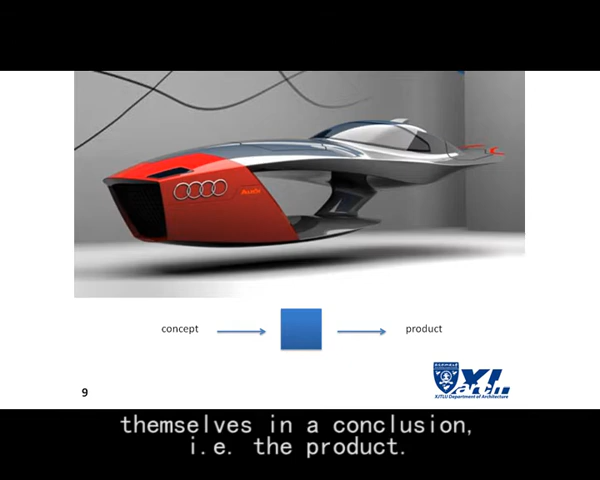 concept
product
9
XJTLU Department of Architecture
themselves in a conclusion,
i.e. the product.